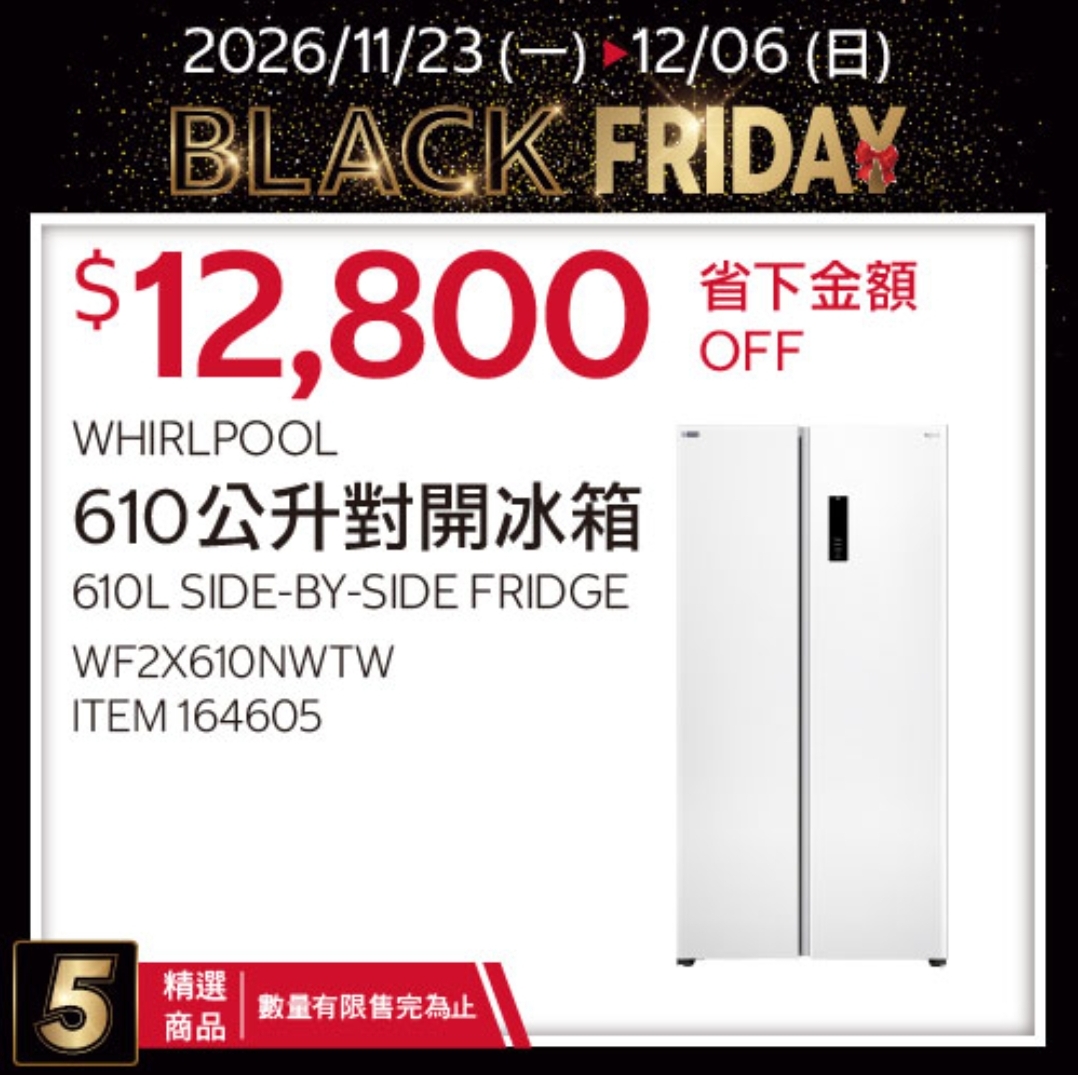 2026/11/23 (一) ▶ 12/06 (日)
BLACK FRIDAY
$12,800
省下金額
OFF
WHIRLPOOL
610公升對開冰箱
610L SIDE-BY-SIDE FRIDGE
WF2X610NWTW
ITEM 164605
5
精選
商品
數量有限售完為止